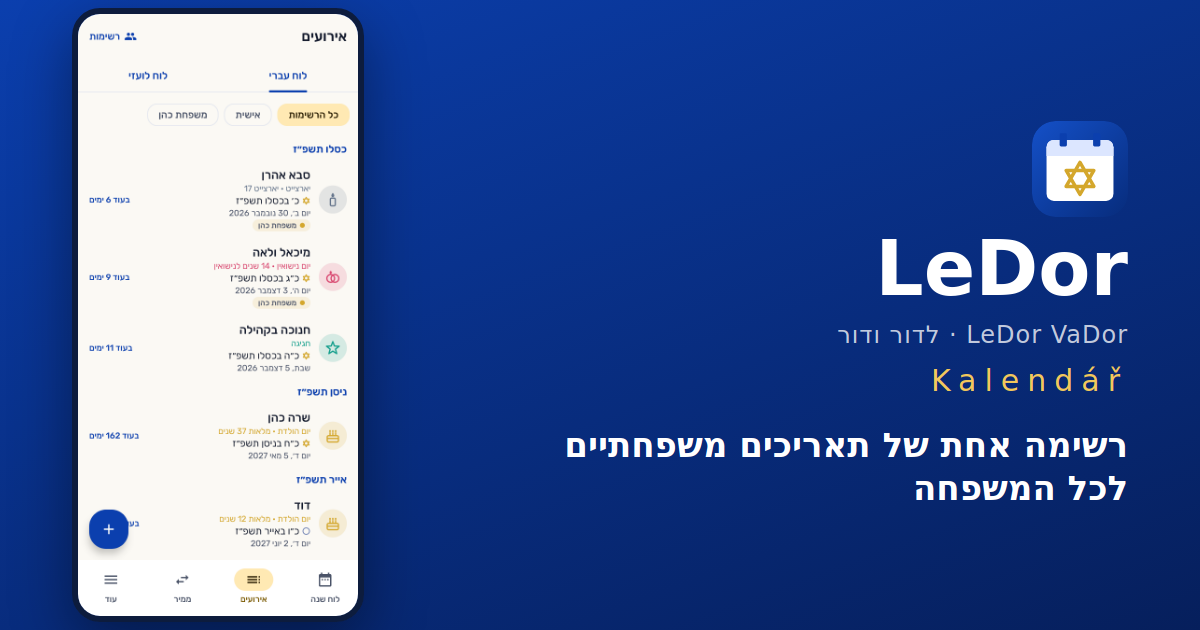 אירועים
רשימות
לוח עברי
לוח לועזי
כל הרשימות
אישית
משפחת כהן
כסלו תשפ״ז
סבא אהרן
יארצייט • יארצייט 17
כ׳ בכסלו תשפ״ז
יום ב׳, 30 נובמבר 2026
משפחת כהן
בעוד 6 ימים
מיכאל ולאה
יום נישואין • 14 שנים לנישואין
כ״ג בכסלו תשפ״ז
יום ה׳, 3 דצמבר 2026
משפחת כהן
בעוד 9 ימים
חנוכה בקהילה
חגיגה
כ״ה בכסלו תשפ״ז
שבת, 5 דצמבר 2026
בעוד 11 ימים
ניסן תשפ״ז
שרה כהן
יום הולדת • מלאות 37 שנים
כ״ח בניסן תשפ״ז
יום ד׳, 5 מאי 2027
בעוד 162 ימים
אייר תשפ״ז
דוד
יום הולדת • מלאות 12 שנים
כ״ו באייר תשפ״ז
יום ד׳, 2 יוני 2027
לוח שנה
אירועים
ממיר
עוד
LeDor
לדור ודור · LeDor VaDor
Kalendář
רשימה אחת של תאריכים משפחתיים
לכל המשפחה